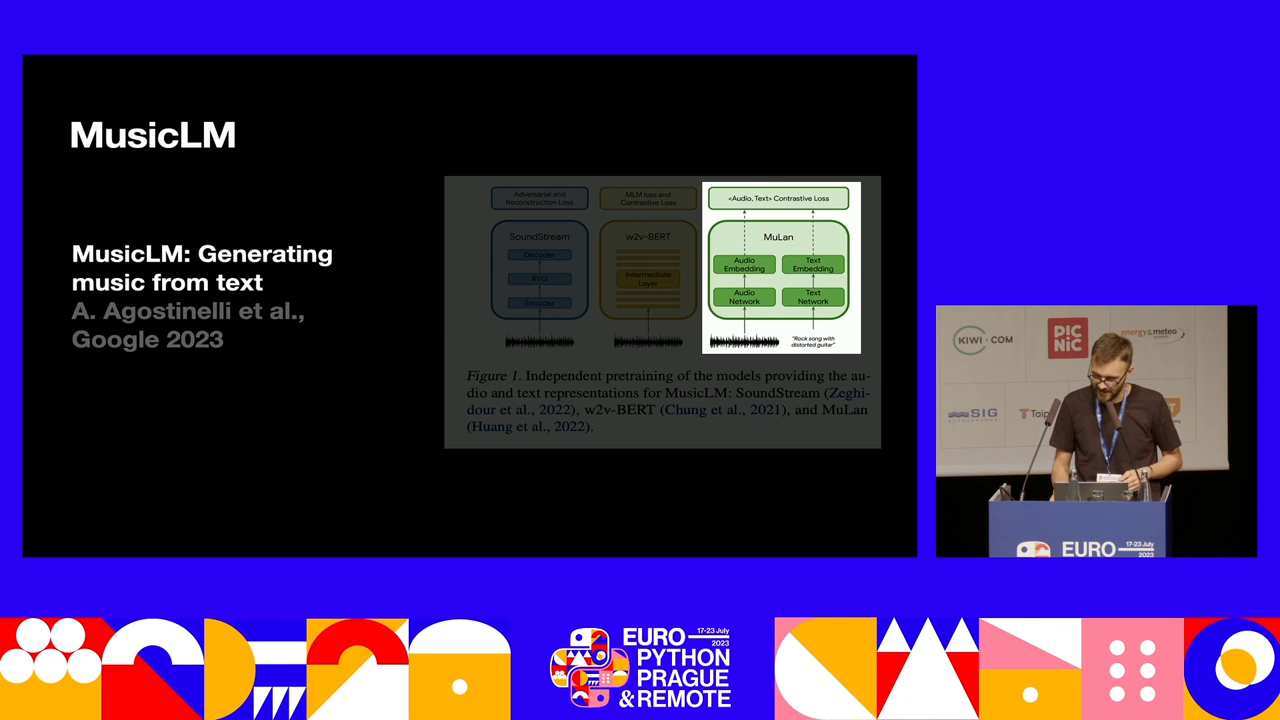 MusicLM
MusicLM: Generating
music from text
A. Agostinelli et al.,
Google 2023
Adversarial and
Reconstruction Loss
SoundStream
Decoder
RVQ
Encoder
MLM loss and
Contrastive Loss
w2v-BERT
Intermediate
Layer
<Audio, Text> Contrastive Loss
MuLan
Audio
Embedding
Text
Embedding
Audio
Network
Text
Network
"Rock song with
distorted guitar"
Figure 1. Independent pretraining of the models providing the au-
dio and text representations for MusicLM: SoundStream (Zeghi-
dour et al., 2022), w2v-BERT (Chung et al., 2021), and MuLan
(Huang et al., 2022).
KIWI.COM
PIC
NIC
energy & meteo
systems
SIG
EURO
17-23 July
2023
EURO
17-23 July
2023
PYTHON
PRAGUE
& REMOTE